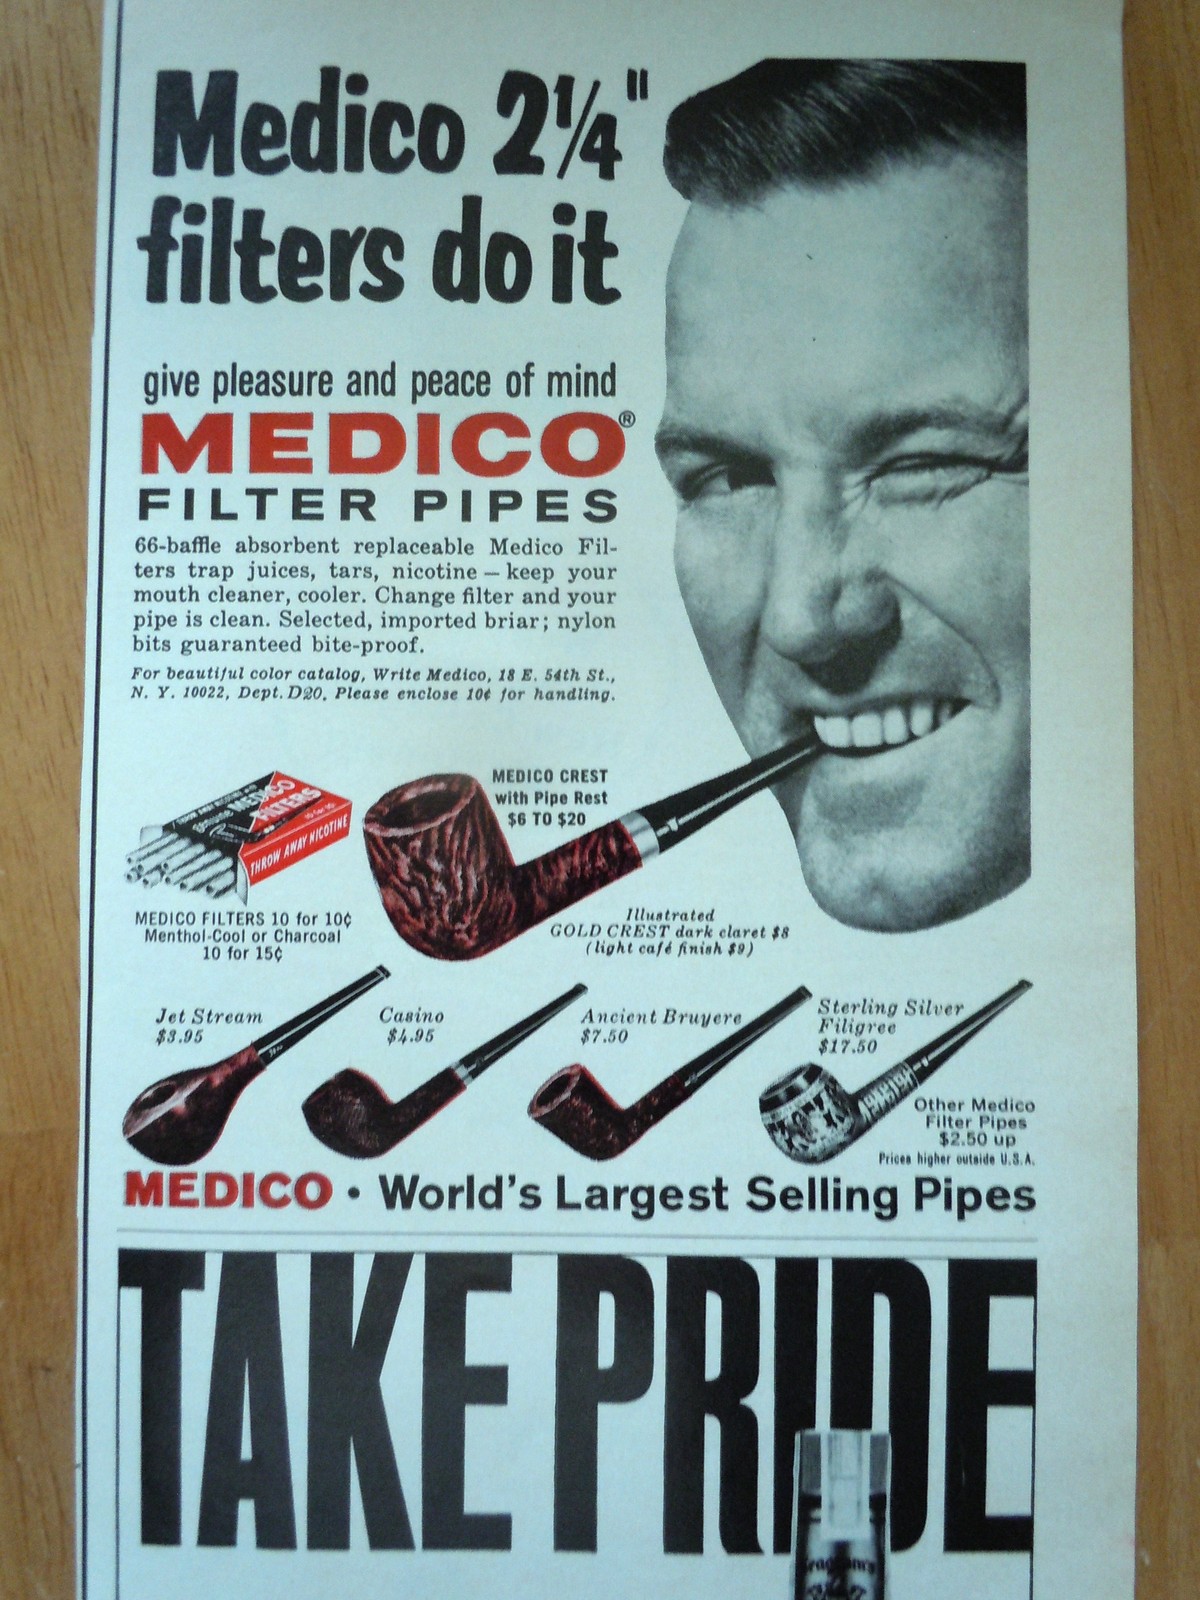 Medico 2¼"
filters do it
give pleasure and peace of mind
MEDICO®
FILTER PIPES
66-baffle absorbent replaceable Medico Fil-
ters trap juices, tars, nicotine — keep your
mouth cleaner, cooler. Change filter and your
pipe is clean. Selected, imported briar; nylon
bits guaranteed bite-proof.
For beautiful color catalog, Write Medico, 18 E. 54th St.,
N. Y. 10022, Dept. D20. Please enclose 10¢ for handling.
MEDICO CREST
with Pipe Rest
$6 TO $20
genuine MEDICO
FILTERS
THROW AWAY NICOTINE
MEDICO FILTERS 10 for 10¢
Menthol-Cool or Charcoal
10 for 15¢
Illustrated
GOLD CREST dark claret $8
(light café finish $9)
Jet Stream
$3.95
Casino
$4.95
Ancient Bruyere
$7.50
Sterling Silver
Filigree
$17.50
Other Medico
Filter Pipes
$2.50 up
Prices higher outside U.S.A.
MEDICO • World's Largest Selling Pipes
TAKE PRIDE
Seagram's